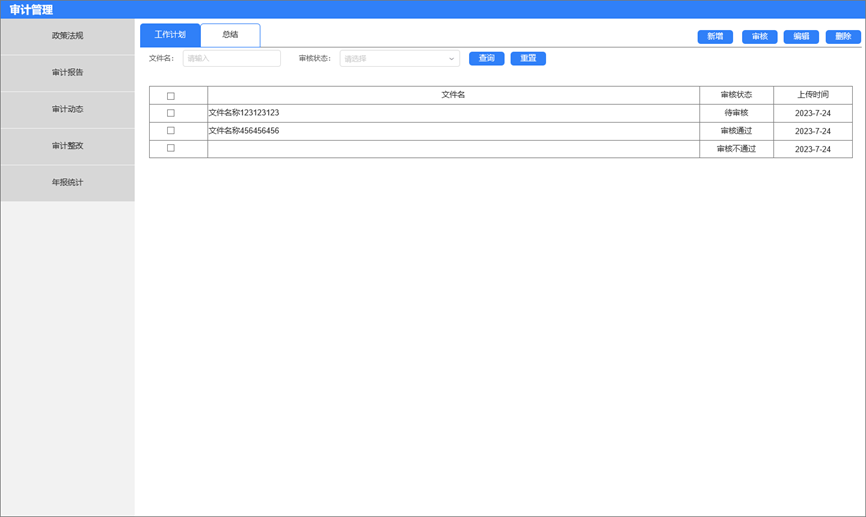 审计管理
政策法规
审计报告
审计动态
审计整改
年报统计
工作计划 总结 新增 审核 编辑 删除
文件名： 请输入 审核状态： 请选择 查询 重置
文件名 审核状态 上传时间
文件名称123123123 待审核 2023-7-24
文件名称456456456 审核通过 2023-7-24
审核不通过 2023-7-24